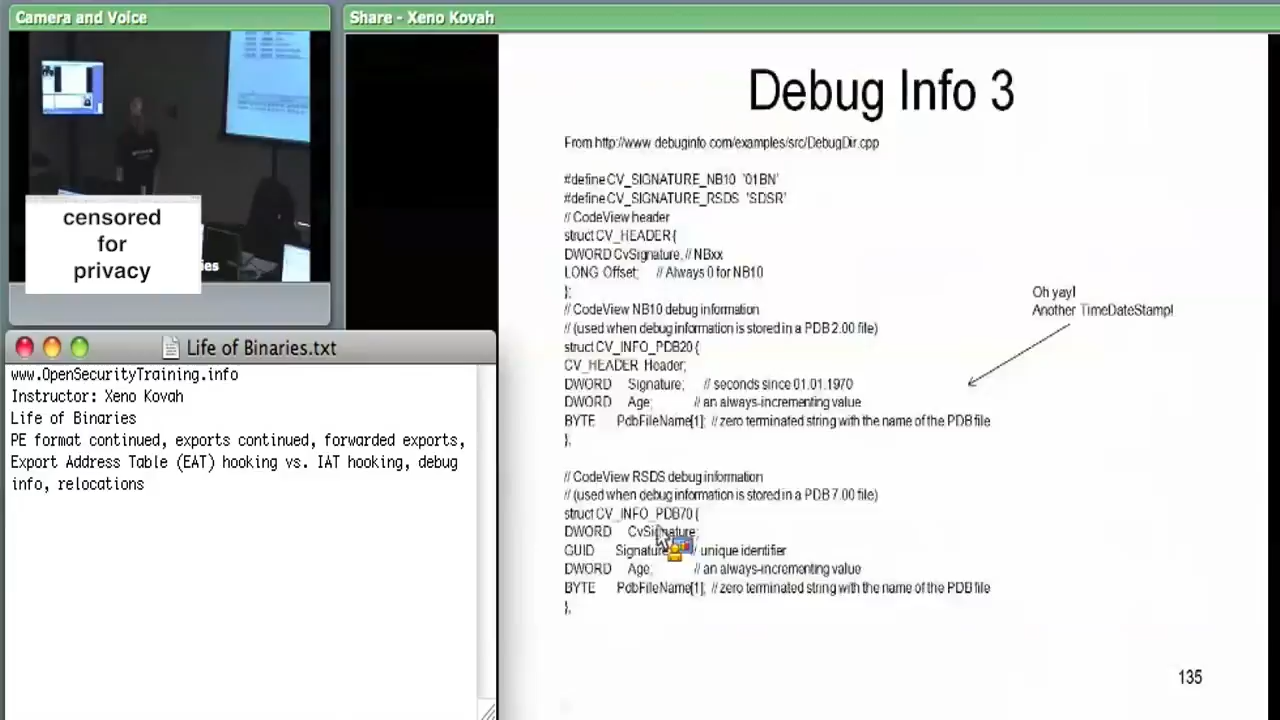 Camera and Voice
Share - Xeno Kovah
censored
for
privacy
ies
Life of Binaries.txt
www.OpenSecurityTraining.info
Instructor: Xeno Kovah
Life of Binaries
PE format continued, exports continued, forwarded exports,
Export Address Table (EAT) hooking vs. IAT hooking, debug
info, relocations
Debug Info 3
From http://www.debuginfo.com/examples/src/DebugDir.cpp
#define CV_SIGNATURE_NB10 '01BN'
#define CV_SIGNATURE_RSDS 'SDSR'
// CodeView header
struct CV_HEADER {
DWORD CvSignature; // NBxx
LONG Offset; // Always 0 for NB10
};
// CodeView NB10 debug information
// (used when debug information is stored in a PDB 2.00 file)
struct CV_INFO_PDB20 {
CV_HEADER Header;
DWORD Signature; // seconds since 01.01.1970
DWORD Age; // an always-incrementing value
BYTE PdbFileName[1]; // zero terminated string with the name of the PDB file
};
Oh yay!
Another TimeDateStamp!
// CodeView RSDS debug information
// (used when debug information is stored in a PDB 7.00 file)
struct CV_INFO_PDB70 {
DWORD CvSignature;
GUID Signature; // unique identifier
DWORD Age; // an always-incrementing value
BYTE PdbFileName[1]; // zero terminated string with the name of the PDB file
};
135